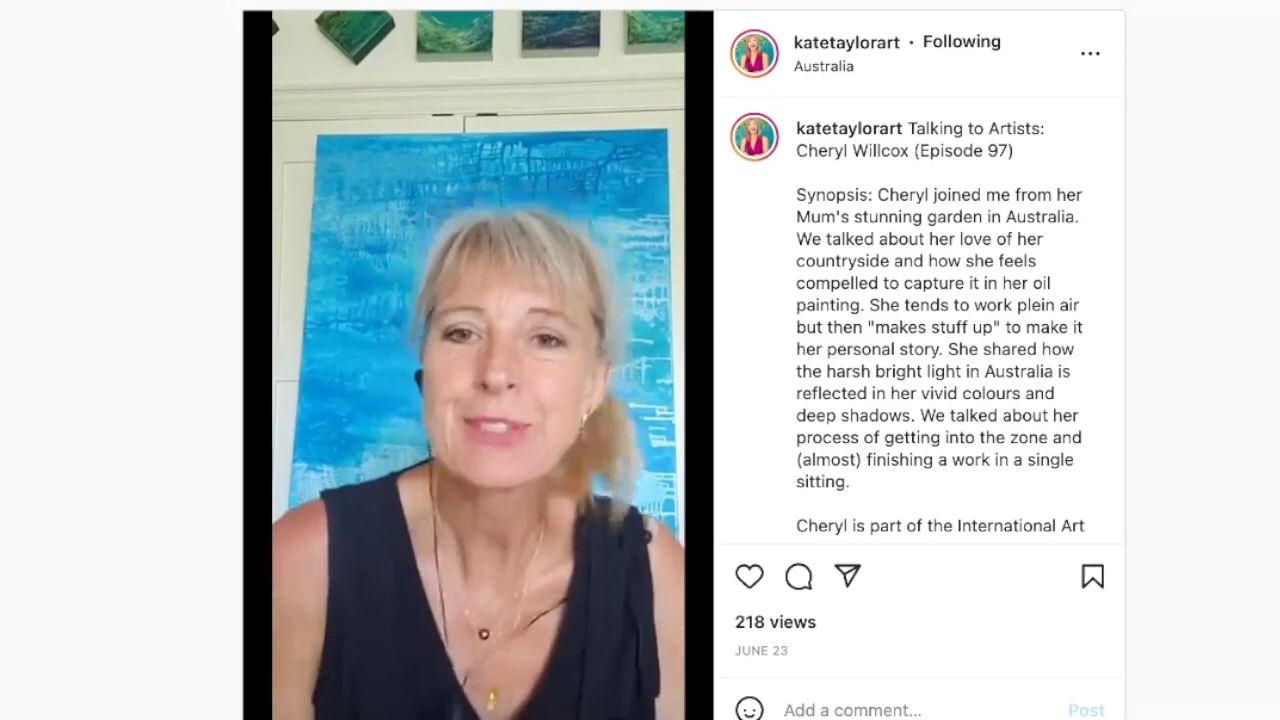 katetaylorart • Following
Australia
katetaylorart Talking to Artists:
Cheryl Willcox (Episode 97)
Synopsis: Cheryl joined me from her
Mum's stunning garden in Australia.
We talked about her love of her
countryside and how she feels
compelled to capture it in her oil
painting. She tends to work plein air
but then "makes stuff up" to make it
her personal story. She shared how
the harsh bright light in Australia is
reflected in her vivid colours and
deep shadows. We talked about her
process of getting into the zone and
(almost) finishing a work in a single
sitting.
Cheryl is part of the International Art
218 views
JUNE 23
Add a comment...
Post